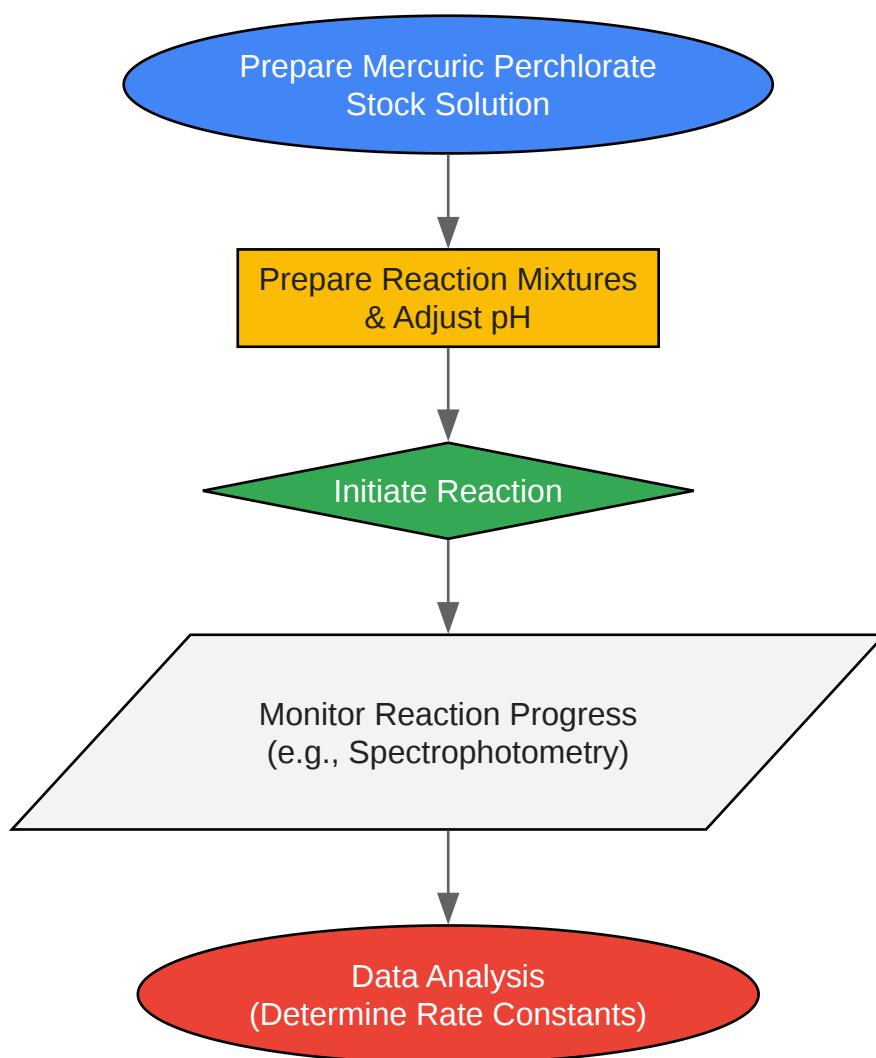 Prepare Mercuric Perchlorate
Stock Solution
Prepare Reaction Mixtures
& Adjust pH
Initiate Reaction
Monitor Reaction Progress
(e.g., Spectrophotometry)
Data Analysis
(Determine Rate Constants)